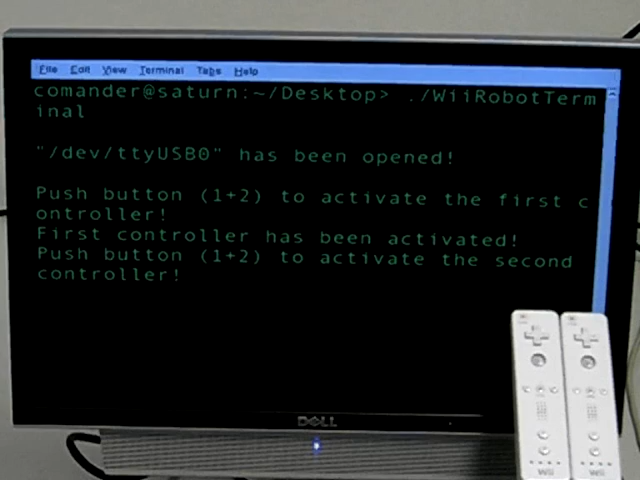 File Edit View Terminal Tabs Help
comander@saturn:~/Desktop> ./WiiRobotTerm
inal
"/dev/ttyUSB0" has been opened!
Push button (1+2) to activate the first c
ontroller!
First controller has been activated!
Push button (1+2) to activate the second
controller!
DELL
Wii Wii